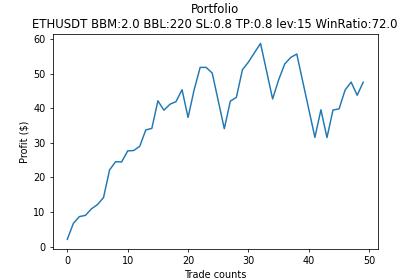 Portfolio
ETHUSDT BBM:2.0 BBL:220 SL:0.8 TP:0.8 lev:15 WinRatio:72.0
60
50
40
30
20
10
0
Profit ($)
0 10 20 30 40 50
Trade counts